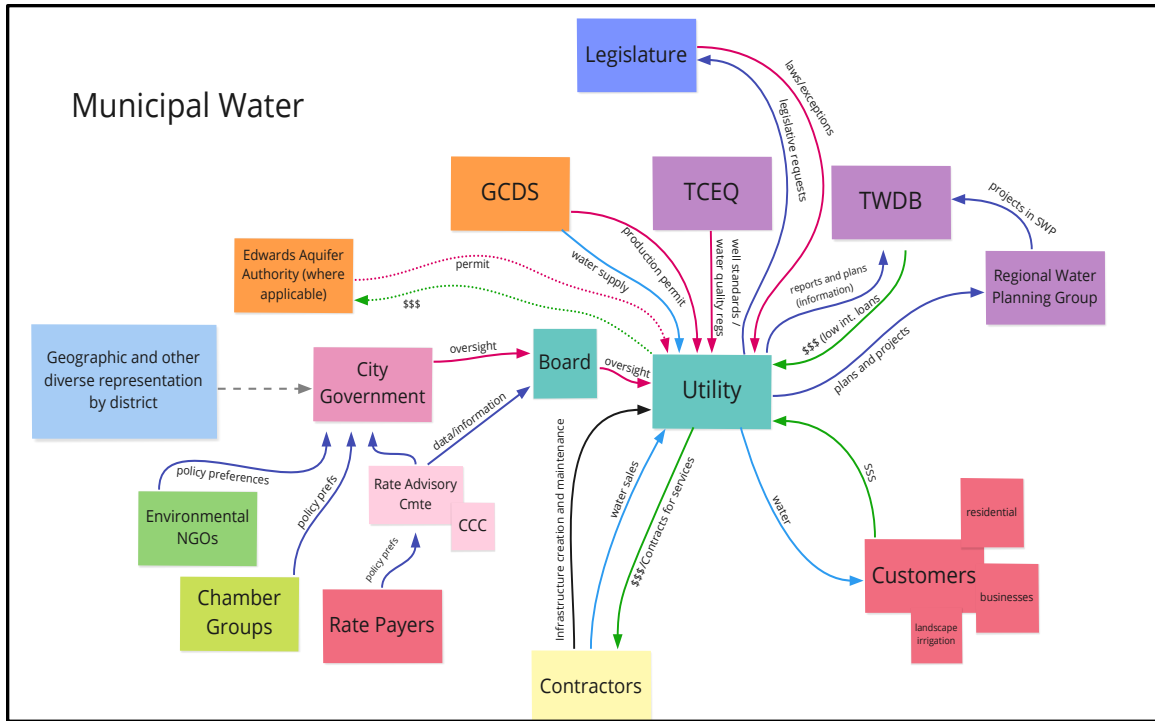 Municipal Water
Legislature
laws/exceptions
legislative requests
GCDS
TCEQ
TWDB
projects in SWP
Regional Water
Planning Group
Edwards Aquifer
Authority (where
applicable)
permit
$$$
water supply
production permit
well standards /
water quality regs
reports and plans
(information)
$$$ (low int. loans
plans and projects
Geographic and other
diverse representation
by district
City
Government
oversight
Board
oversight
Utility
data/information
policy preferences
policy prefs
Rate Advisory
Cmte
CCC
Environmental
NGOs
policy prefs
Chamber
Groups
Rate Payers
Infrastructure creation and maintenance
water sales
$$$/Contracts for services
water
$$$
residential
Customers
businesses
landscape
irrigation
Contractors